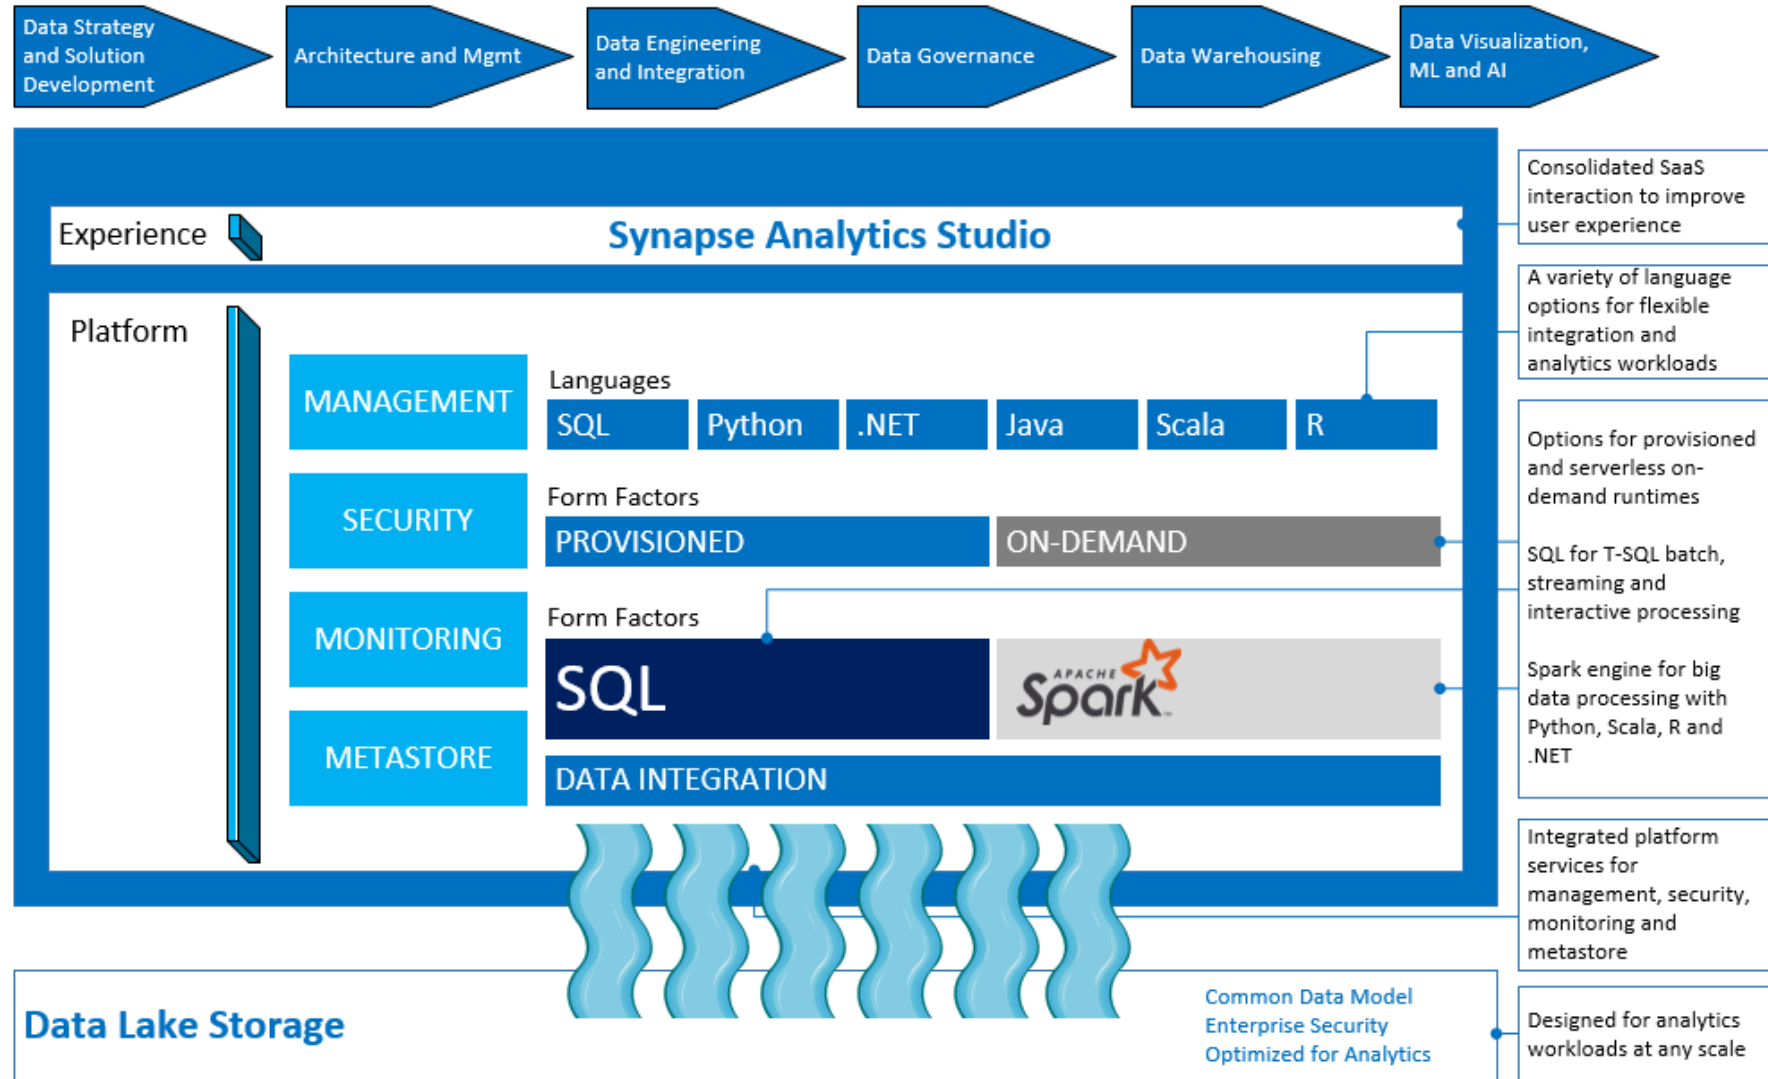 Data Strategy
and Solution
Development
Architecture and Mgmt
Data Engineering
and Integration
Data Governance
Data Warehousing
Data Visualization,
ML and AI
Experience
Synapse Analytics Studio
Consolidated SaaS
interaction to improve
user experience
Platform
A variety of language
options for flexible
integration and
analytics workloads
MANAGEMENT
Languages
SQL
Python
.NET
Java
Scala
R
SECURITY
Form Factors
PROVISIONED
ON-DEMAND
Options for provisioned
and serverless on-
demand runtimes
SQL for T-SQL batch,
streaming and
interactive processing
Spark engine for big
data processing with
Python, Scala, R and
.NET
MONITORING
Form Factors
SQL
APACHE
Spark
TM
METASTORE
DATA INTEGRATION
Integrated platform
services for
management, security,
monitoring and
metastore
Data Lake Storage
Common Data Model
Enterprise Security
Optimized for Analytics
Designed for analytics
workloads at any scale